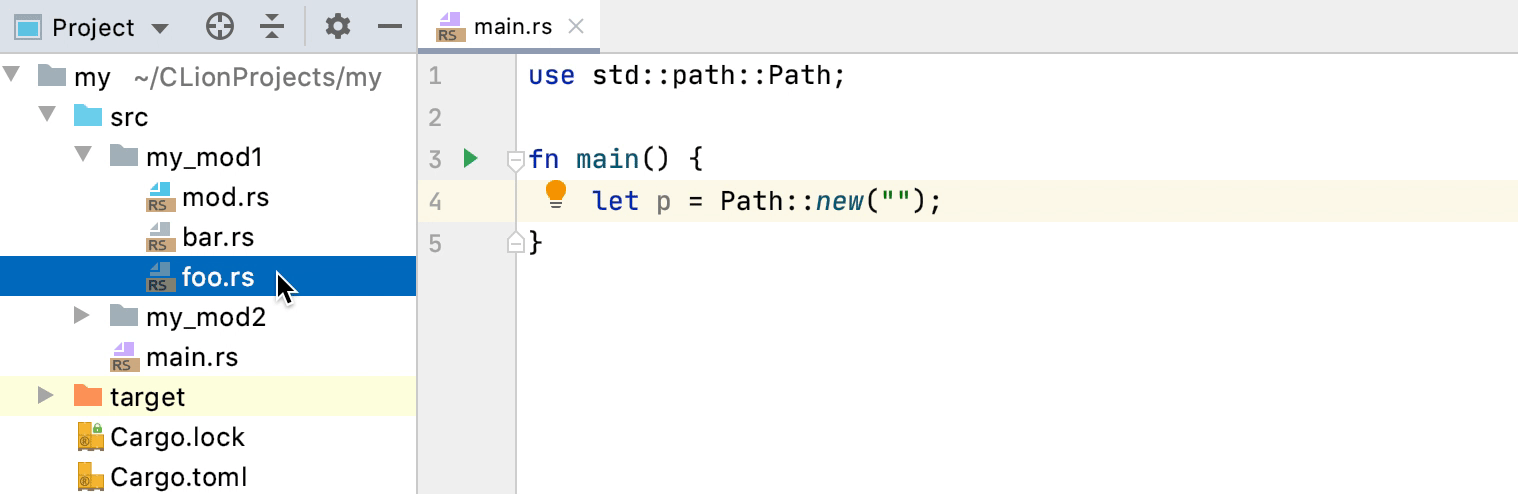 Project
my ~/CLionProjects/my
src
my_mod1
RS mod.rs
RS bar.rs
RS foo.rs
my_mod2
RS main.rs
target
Cargo.lock
Cargo.toml
RS main.rs
1 use std::path::Path;
2
3 fn main() {
4 let p = Path::new("");
5 }